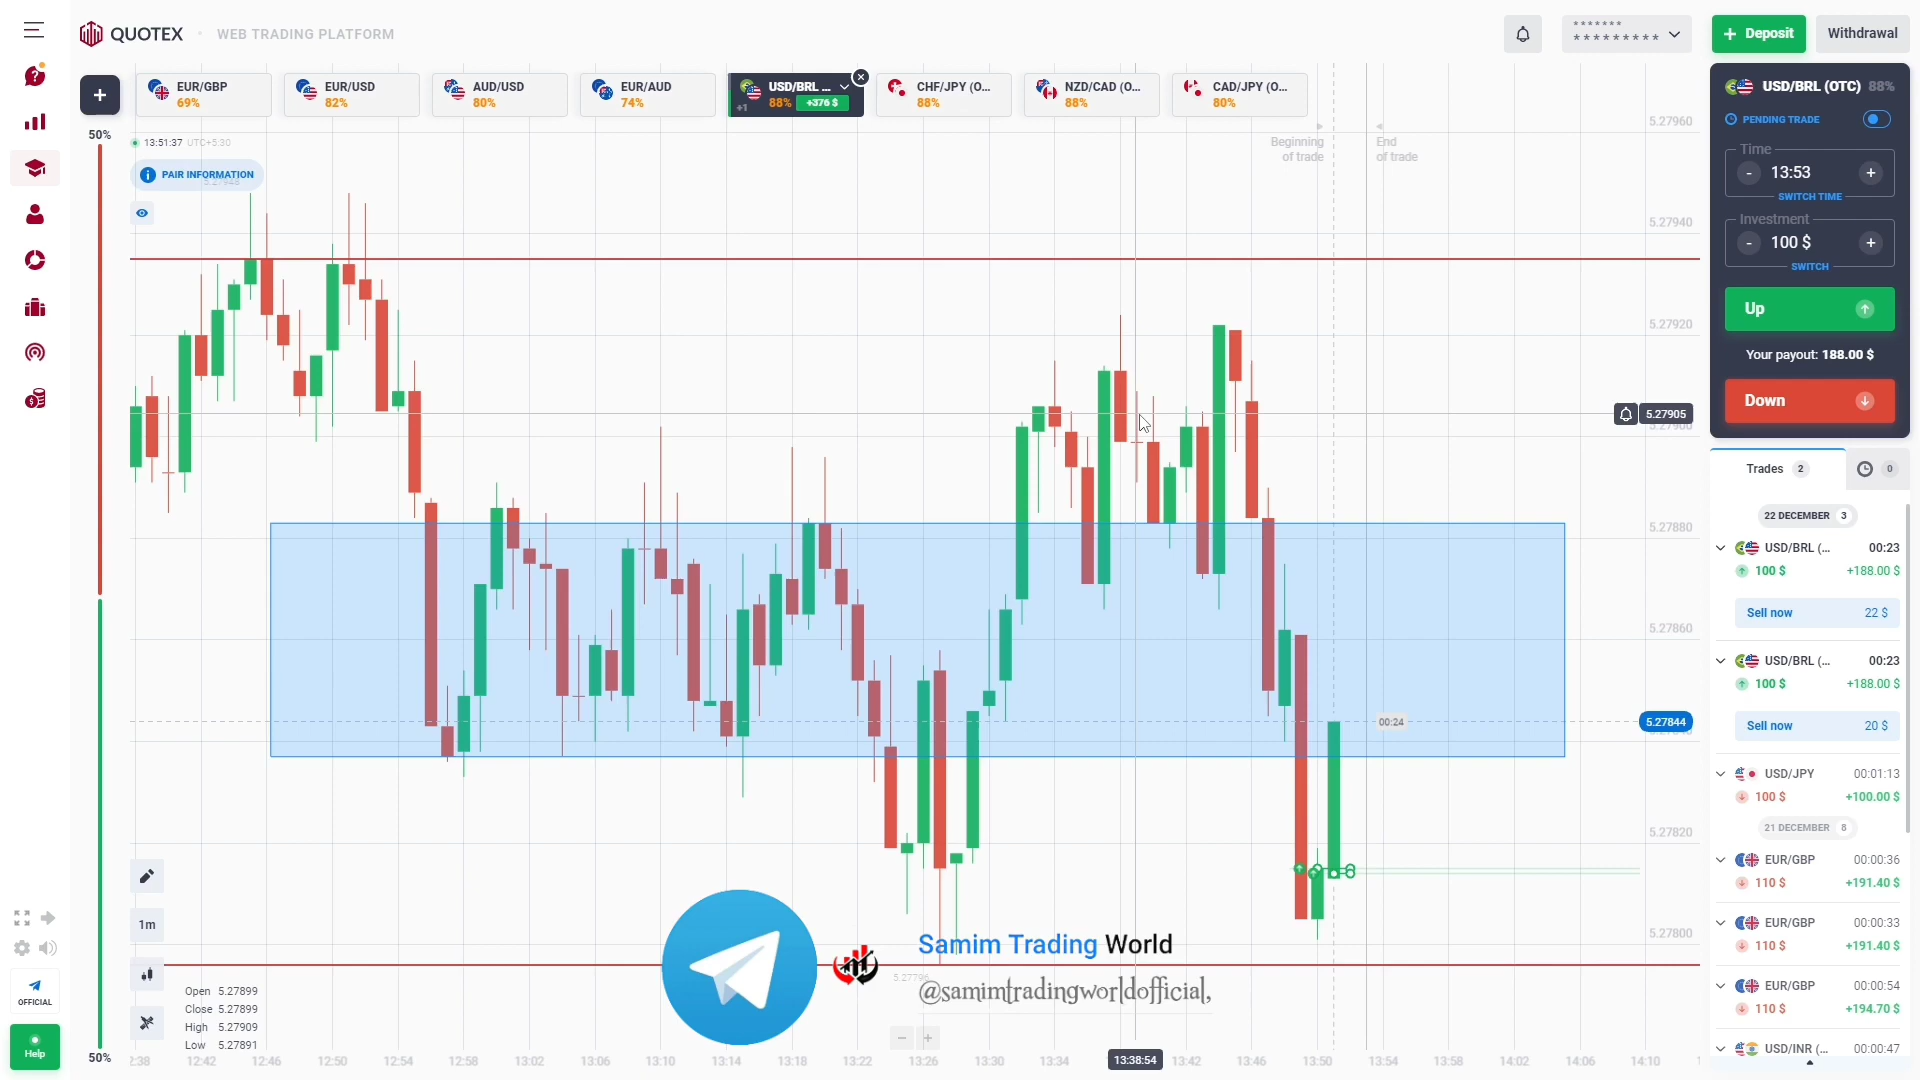 QUOTEX
WEB TRADING PLATFORM
* * * * * * *
* * * * * * * * *
+ Deposit
Withdrawal
+
EUR/GBP
69%
EUR/USD
82%
AUD/USD
80%
EUR/AUD
74%
USD/BRL ...
+1
88%
+376 $
CHF/JPY (O...
88%
NZD/CAD (O...
88%
CAD/JPY (O...
80%
50%
13:51:37 UTC+5:30
PAIR INFORMATION
5.27948
Beginning
of trade
End
of trade
5.27960
5.27940
5.27920
5.27905
5.27900
5.27880
5.27860
00:24
5.27844
5.27820
5.27800
5.27796
1m
Samim Trading World
@samimtradingworldofficial,
Open 5.27899
Close 5.27899
High 5.27909
Low 5.27891
50%
OFFICIAL
Help
2:38
12:42
12:46
12:50
12:54
12:58
13:02
13:06
13:10
13:14
13:18
13:22
13:26
13:30
13:34
13:38:54
13:42
13:46
13:50
13:54
13:58
14:02
14:06
14:10
USD/BRL (OTC) 88%
PENDING TRADE
Time
- 13:53 +
SWITCH TIME
Investment
- 100 $ +
SWITCH
Up
Your payout: 188.00 $
Down
Trades 2
0
22 DECEMBER 3
USD/BRL (... 00:23
100 $ +188.00 $
Sell now 22 $
USD/BRL (... 00:23
100 $ +188.00 $
Sell now 20 $
USD/JPY 00:01:13
100 $ +100.00 $
21 DECEMBER 8
EUR/GBP 00:00:36
110 $ +191.40 $
EUR/GBP 00:00:33
110 $ +191.40 $
EUR/GBP 00:00:54
110 $ +194.70 $
USD/INR (... 00:00:47